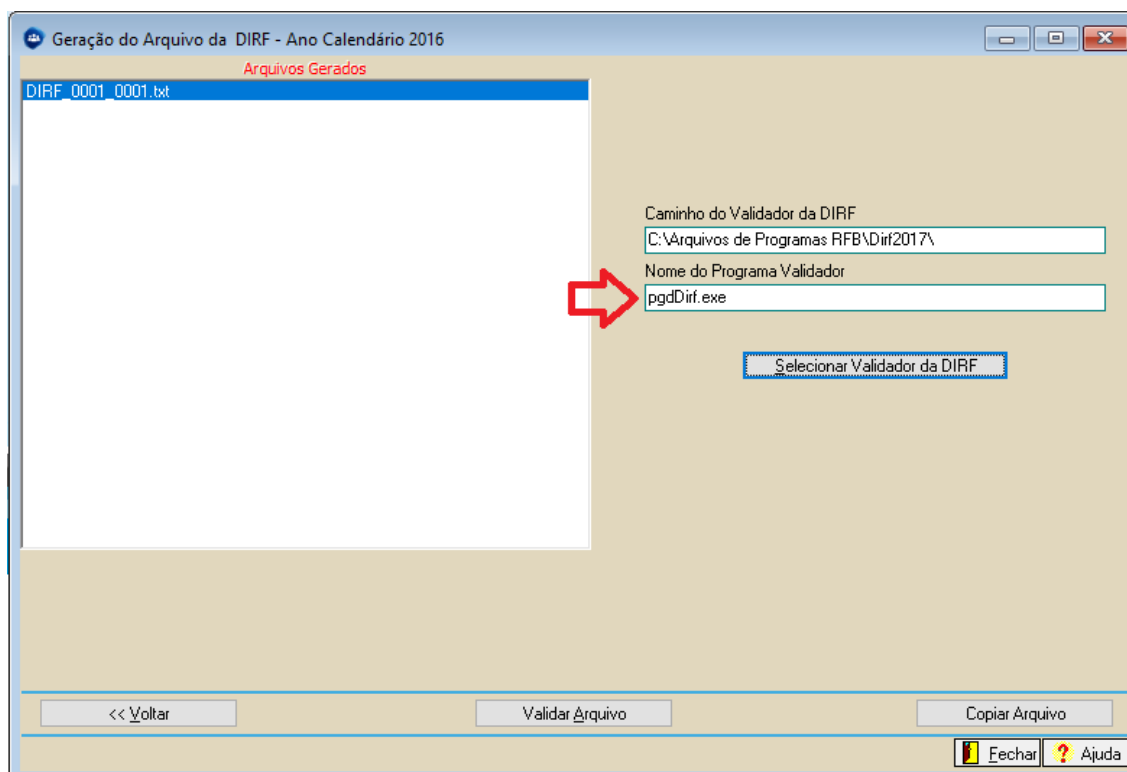 Geração do Arquivo da  DIRF - Ano Calendário 2016
Arquivos Gerados
DIRF_0001_0001.txt
Caminho do Validador da DIRF
C:\Arquivos de Programas RFB\Dirf2017\
Nome do Programa Validador
pgdDirf.exe
Selecionar Validador da DIRF
<< Voltar
Validar Arquivo
Copiar Arquivo
Fechar
? Ajuda